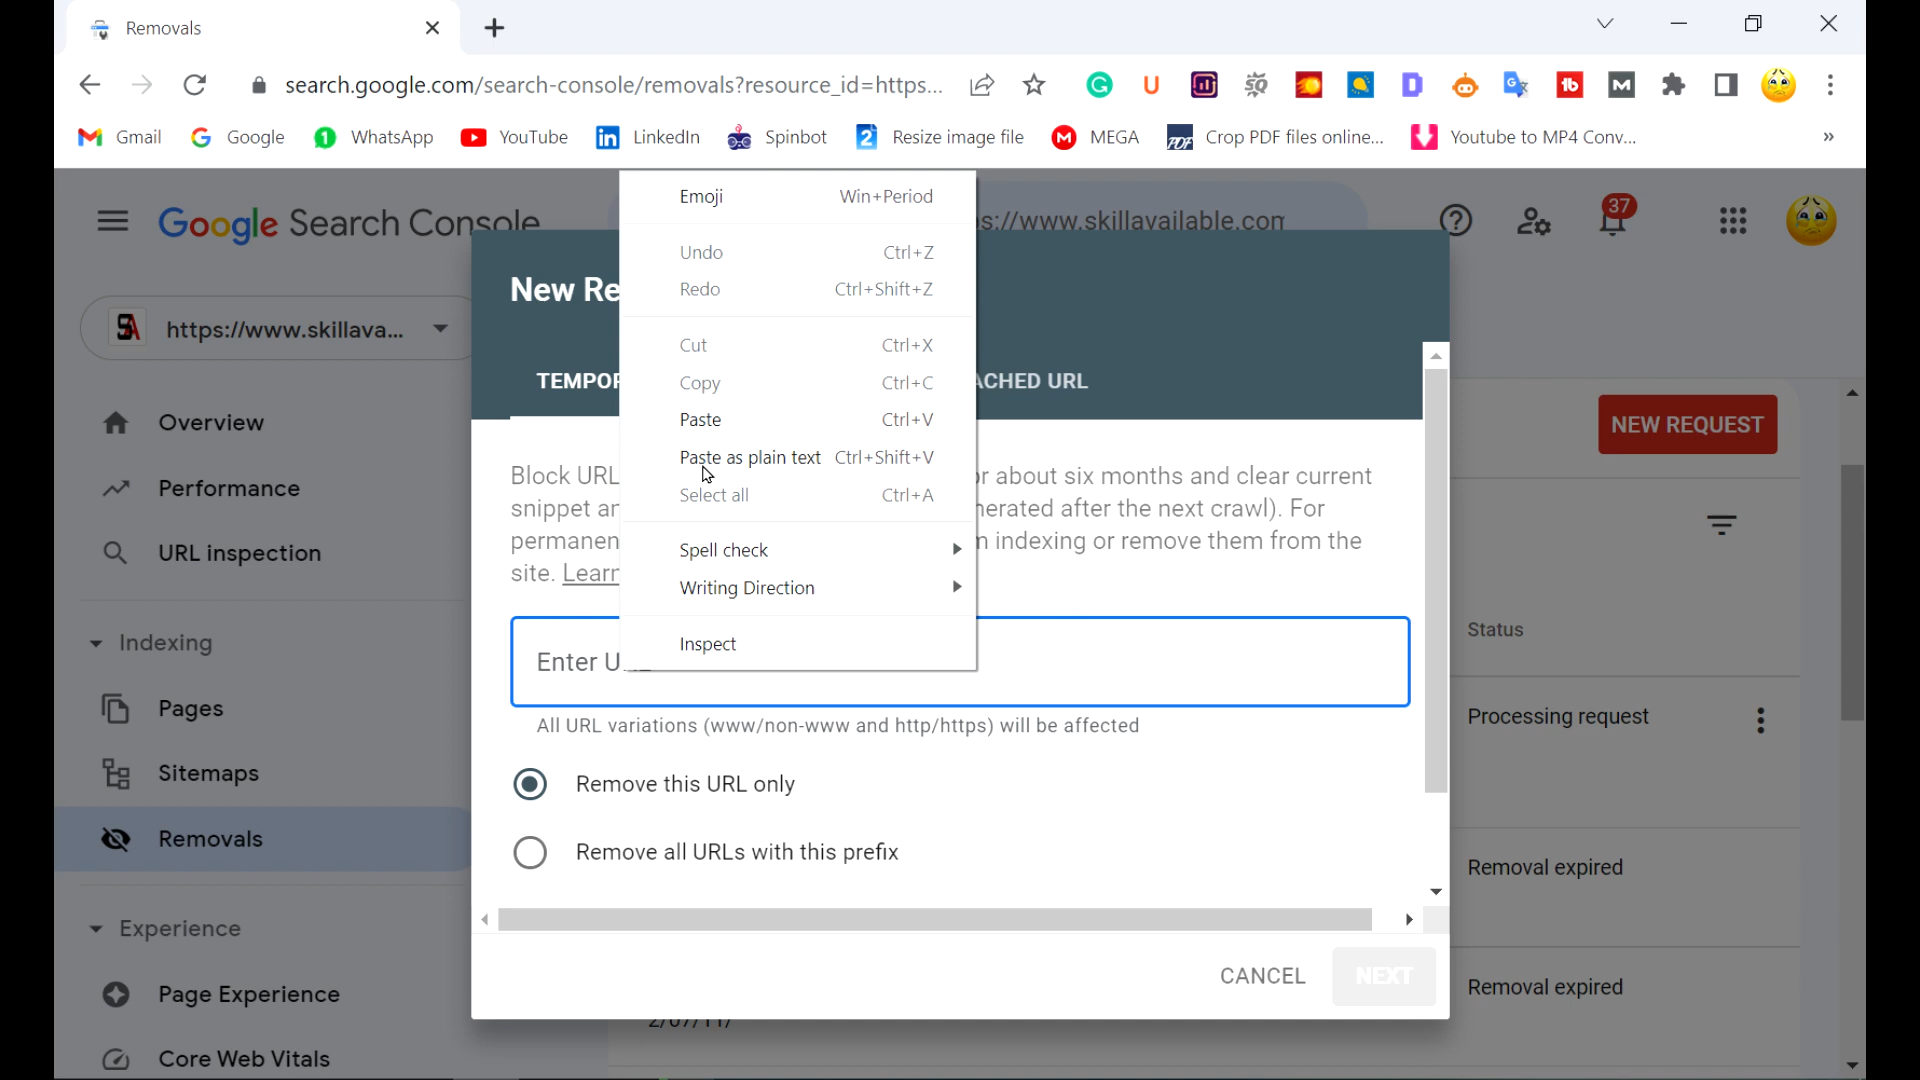 Removals
search.google.com/search-console/removals?resource_id=https...
Gmail
Google
WhatsApp
YouTube
LinkedIn
Spinbot
Resize image file
MEGA
Crop PDF files online...
Youtube to MP4 Conv...
»
Google Search Console
s://www.skillavailable.com
37
https://www.skillava...
Overview
Performance
URL inspection
Indexing
Pages
Sitemaps
Removals
Experience
Page Experience
Core Web Vitals
New Re
TEMPOR
ACHED URL
Block URL
or about six months and clear current
snippet an
nerated after the next crawl). For
permanen
n indexing or remove them from the
site. Learn
Emoji Win+Period
Undo Ctrl+Z
Redo Ctrl+Shift+Z
Cut Ctrl+X
Copy Ctrl+C
Paste Ctrl+V
Paste as plain text Ctrl+Shift+V
Select all Ctrl+A
Spell check
Writing Direction
Inspect
Enter URL
All URL variations (www/non-www and http/https) will be affected
Remove this URL only
Remove all URLs with this prefix
CANCEL
NEXT
NEW REQUEST
Status
Processing request
Removal expired
Removal expired
2/07/11/